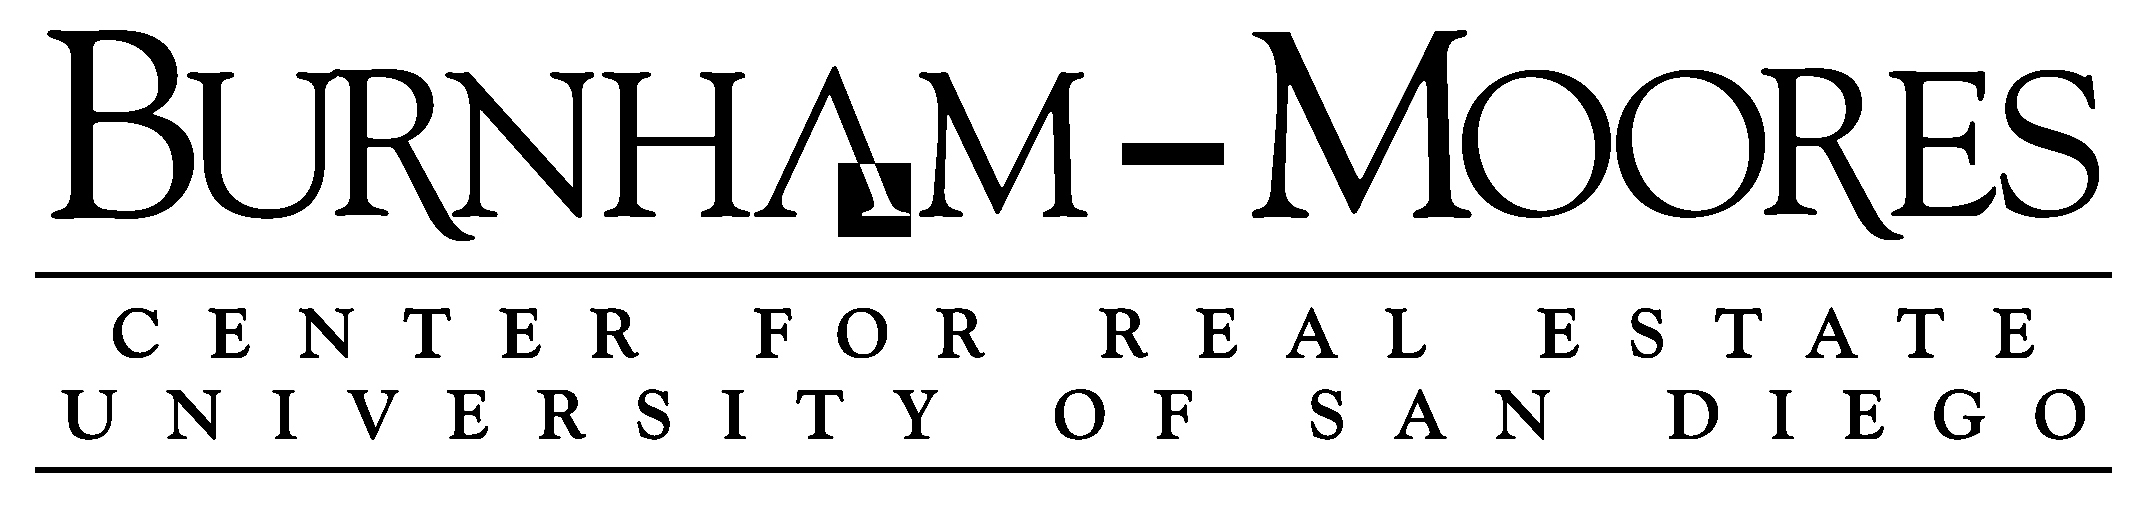 BURNHAM – MOORES
CENTER FOR REAL ESTATE
UNIVERSITY OF SAN DIEGO